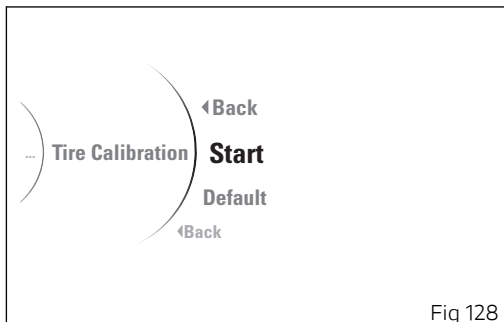 ◀Back
... Tire Calibration Start
Default
◀Back
Fig 128